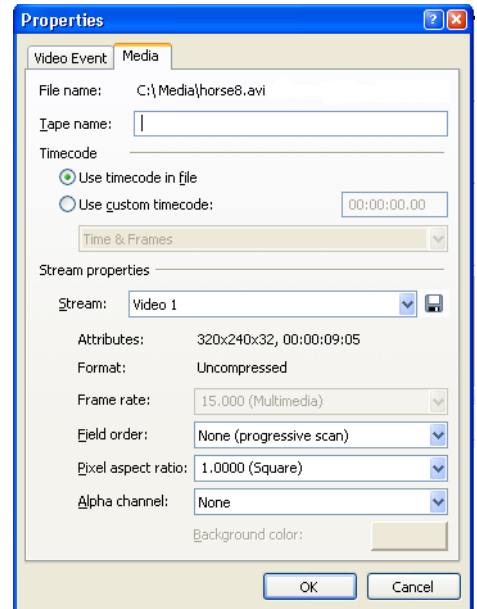 Properties
Video Event Media
File name: C:\Media\horse8.avi
Tape name:
Timecode
Use timecode in file
Use custom timecode: 00:00:00.00
Time & Frames
Stream properties
Stream: Video 1
Attributes: 320x240x32, 00:00:09:05
Format: Uncompressed
Frame rate: 15.000 (Multimedia)
Field order: None (progressive scan)
Pixel aspect ratio: 1.0000 (Square)
Alpha channel: None
Background color:
OK Cancel